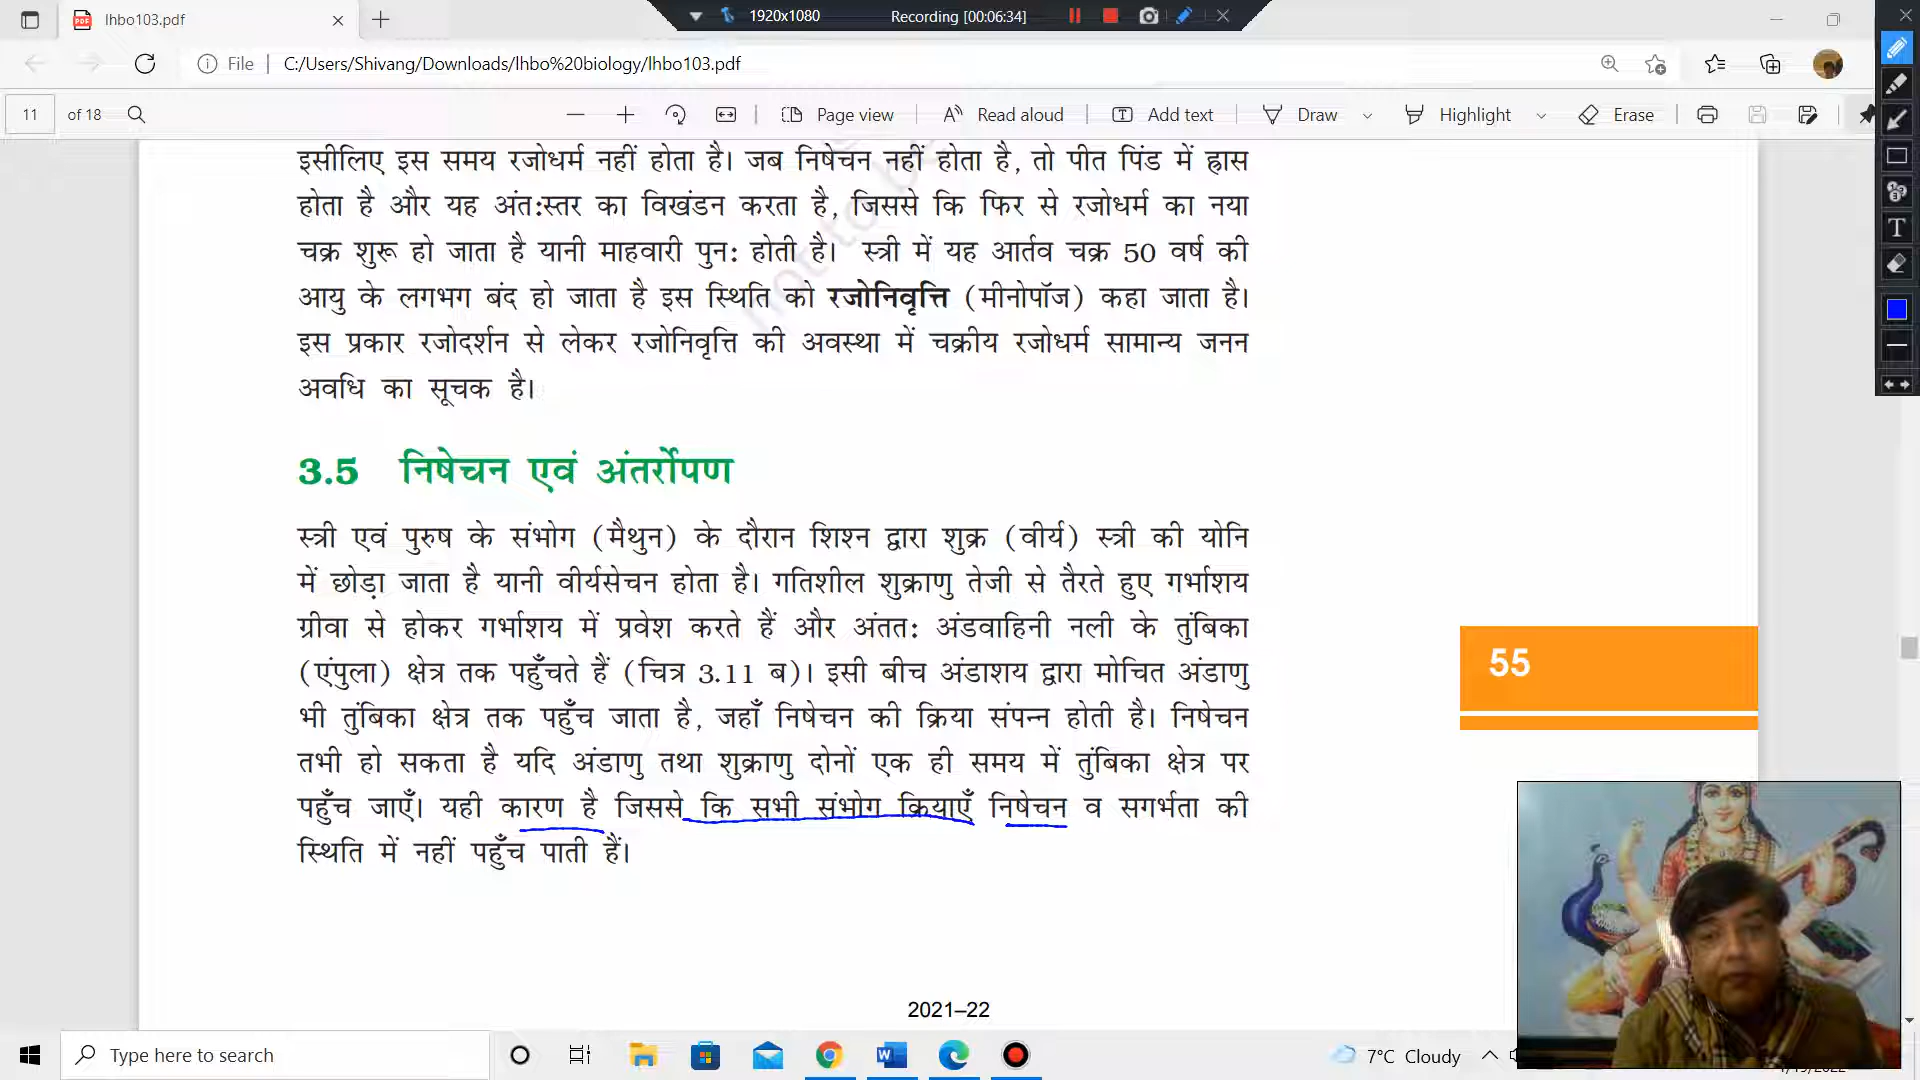 lhbo103.pdf
1920x1080
Recording [00:06:34]
File
C:/Users/Shivang/Downloads/lhbo%20biology/lhbo103.pdf
11
of 18
Page view
Read aloud
Add text
Draw
Highlight
Erase
इसीलिए इस समय रजोधर्म नहीं होता है। जब निषेचन नहीं होता है, तो पीत पिंड में ह्रास
होता है और यह अंत:स्तर का विखंडन करता है, जिससे कि फिर से रजोधर्म का नया
चक्र शुरू हो जाता है यानी माहवारी पुन: होती है। स्त्री में यह आर्तव चक्र 50 वर्ष की
आयु के लगभग बंद हो जाता है इस स्थिति को रजोनिवृत्ति (मीनोपॉज) कहा जाता है।
इस प्रकार रजोदर्शन से लेकर रजोनिवृत्ति की अवस्था में चक्रीय रजोधर्म सामान्य जनन
अवधि का सूचक है।
3.5 निषेचन एवं अंतर्रोपण
स्त्री एवं पुरुष के संभोग (मैथुन) के दौरान शिश्न द्वारा शुक्र (वीर्य) स्त्री की योनि
में छोड़ा जाता है यानी वीर्यसेचन होता है। गतिशील शुक्राणु तेजी से तैरते हुए गर्भाशय
ग्रीवा से होकर गर्भाशय में प्रवेश करते हैं और अंतत: अंडवाहिनी नली के तुंबिका
(एंपुला) क्षेत्र तक पहुँचते हैं (चित्र 3.11 ब)। इसी बीच अंडाशय द्वारा मोचित अंडाणु
भी तुंबिका क्षेत्र तक पहुँच जाता है, जहाँ निषेचन की क्रिया संपन्न होती है। निषेचन
तभी हो सकता है यदि अंडाणु तथा शुक्राणु दोनों एक ही समय में तुंबिका क्षेत्र पर
पहुँच जाएँ। यही कारण है जिससे कि सभी संभोग क्रियाएँ निषेचन व सगर्भता की
स्थिति में नहीं पहुँच पाती हैं।
55
2021–22
Type here to search
7°C Cloudy